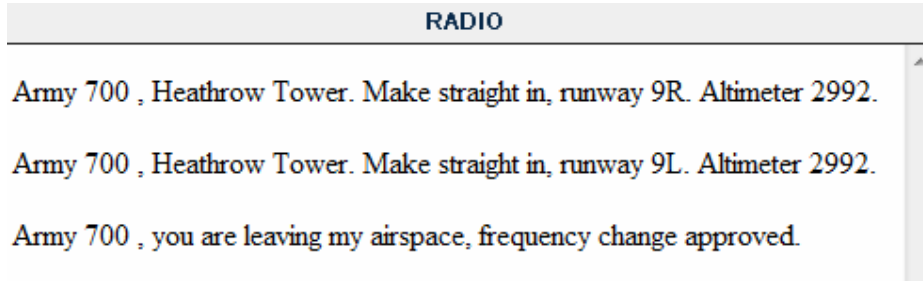 RADIO
Army 700 , Heathrow Tower. Make straight in, runway 9R. Altimeter 2992.
Army 700 , Heathrow Tower. Make straight in, runway 9L. Altimeter 2992.
Army 700 , you are leaving my airspace, frequency change approved.